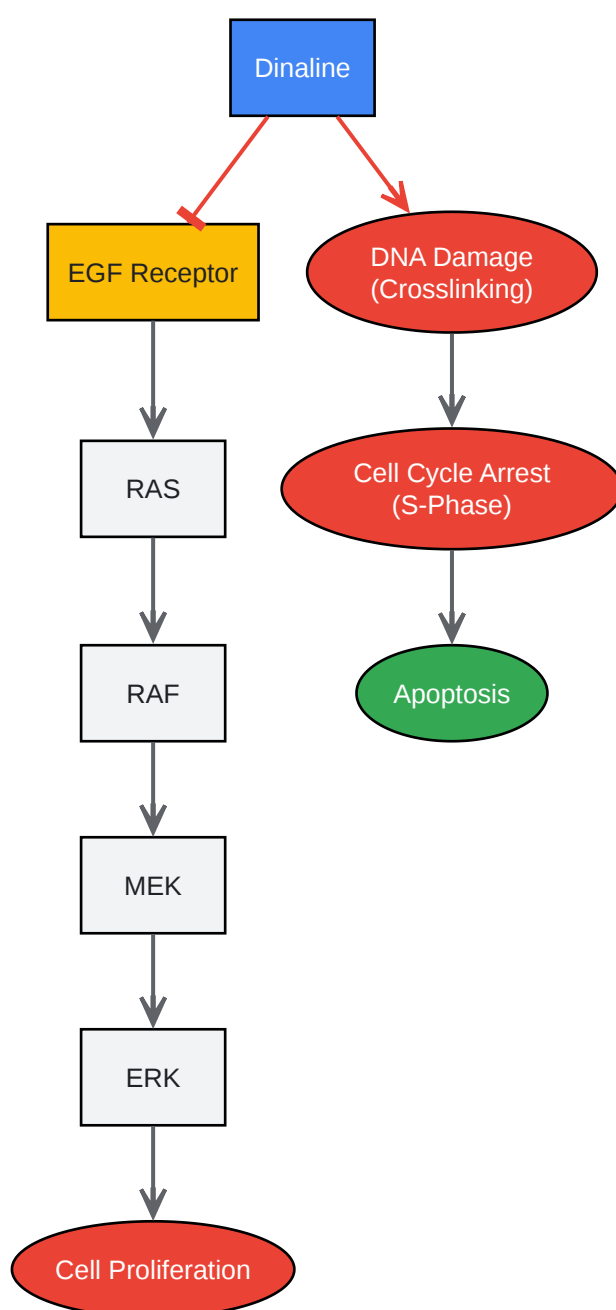 Dinaline
EGF Receptor
DNA Damage
(Crosslinking)
RAS
Cell Cycle Arrest
(S-Phase)
RAF
Apoptosis
MEK
ERK
Cell Proliferation